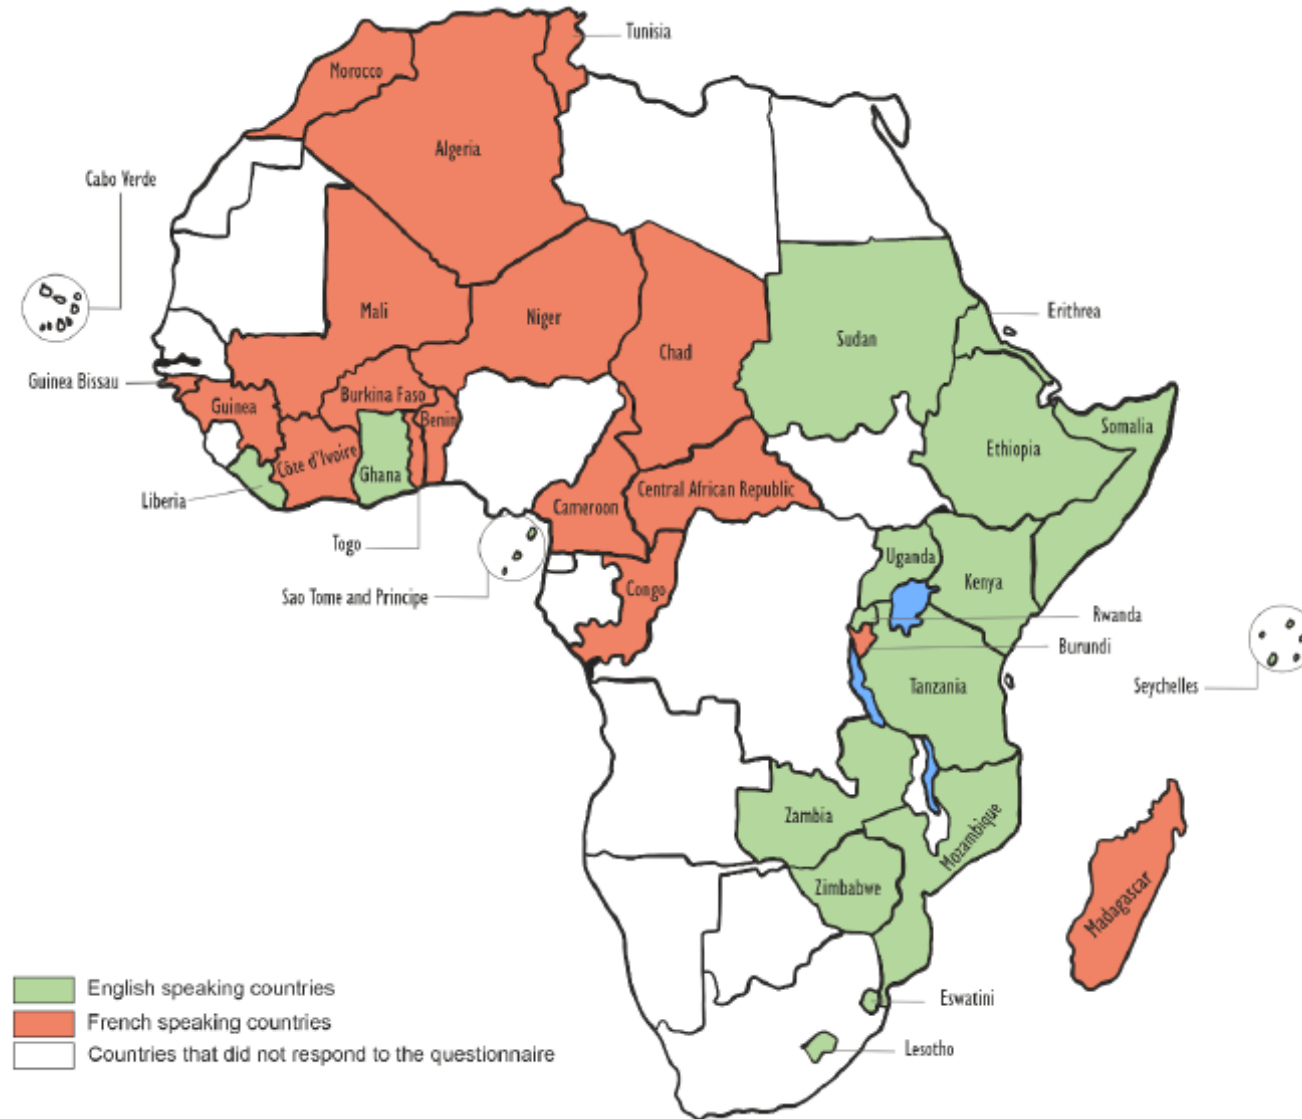 Tunisia
Morocco
Algeria
Cabo Verde
Mali
Niger
Chad
Sudan
Erithrea
Guinea Bissau
Guinea
Burkina Faso
Benin
Somalia
Ethiopia
Côte d'Ivoire
Ghana
Liberia
Central African Republic
Cameroon
Togo
Uganda
Kenya
Sao Tome and Principe
Congo
Rwanda
Burundi
Tanzania
Seychelles
Zambia
Mozambique
Zimbabwe
Madagascar
English speaking countries
Eswatini
French speaking countries
Lesotho
Countries that did not respond to the questionnaire